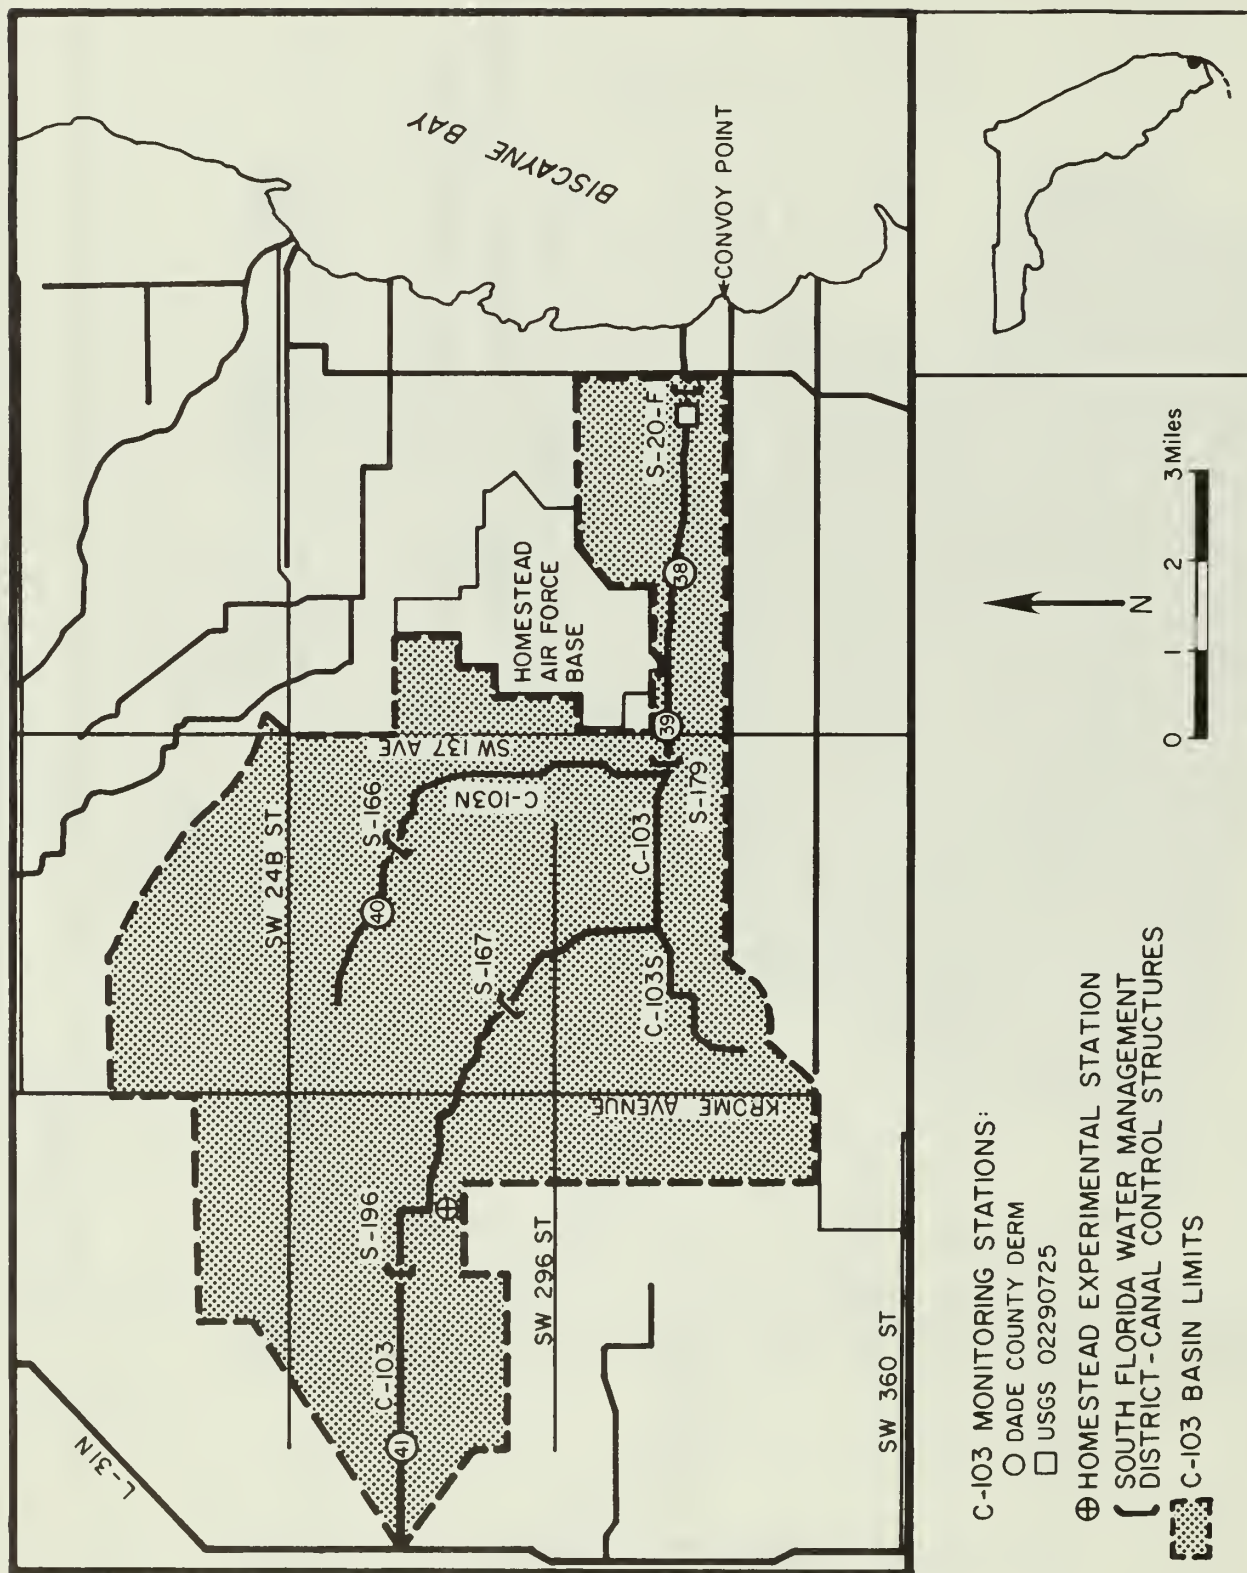 BISCAYNE BAY
CONVOY POINT
S-20-F
38
HOMESTEAD
AIR FORCE
BASE
39
SW 137 AVE
S-179
C-103N
S-166
C-103
40
SW 24B ST
S-167
C-103S
KROME AVENUE
S-196
SW 296 ST
C-103
41
L-31N
SW 360 ST
N
0 1 2 3 Miles
C-103 MONITORING STATIONS:
DADE COUNTY DERM
USGS 02290725
HOMESTEAD EXPERIMENTAL STATION
SOUTH FLORIDA WATER MANAGEMENT
DISTRICT-CANAL CONTROL STRUCTURES
C-103 BASIN LIMITS